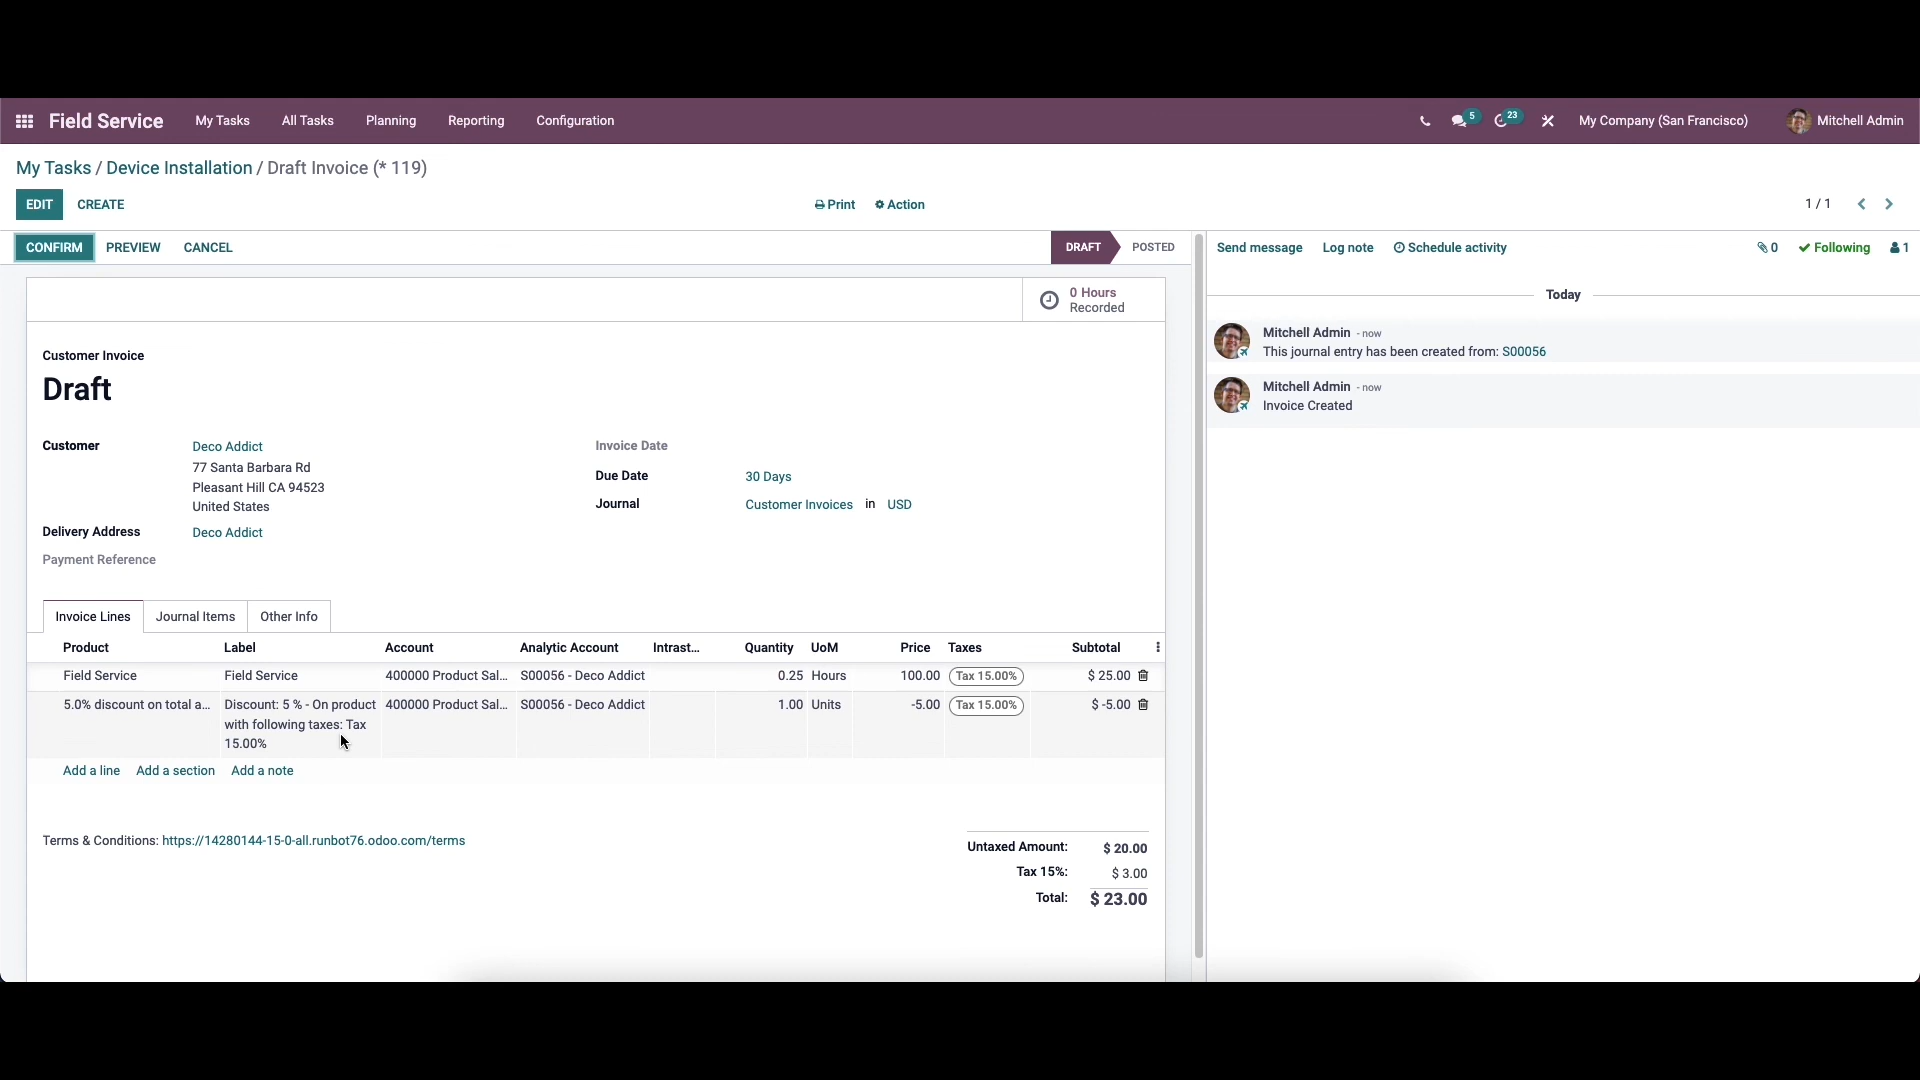 Field Service My Tasks All Tasks Planning Reporting Configuration 5 23 My Company (San Francisco) Mitchell Admin
My Tasks / Device Installation / Draft Invoice (* 119)
EDIT CREATE Print Action 1 / 1
CONFIRM PREVIEW CANCEL DRAFT POSTED
Send message Log note Schedule activity 0 Following 1
0 Hours
Recorded
Today
Mitchell Admin - now
This journal entry has been created from: S00056
Mitchell Admin - now
Invoice Created
Customer Invoice
Draft
Customer Deco Addict
77 Santa Barbara Rd
Pleasant Hill CA 94523
United States
Delivery Address Deco Addict
Payment Reference
Invoice Date
Due Date 30 Days
Journal Customer Invoices in USD
Invoice Lines Journal Items Other Info
Product Label Account Analytic Account Intrast... Quantity UoM Price Taxes Subtotal
Field Service Field Service 400000 Product Sal... S00056 - Deco Addict 0.25 Hours 100.00 Tax 15.00% $ 25.00
5.0% discount on total a... Discount: 5 % - On product 400000 Product Sal... S00056 - Deco Addict 1.00 Units -5.00 Tax 15.00% $ -5.00
with following taxes: Tax
15.00%
Add a line Add a section Add a note
Terms & Conditions: https://14280144-15-0-all.runbot76.odoo.com/terms
Untaxed Amount: $ 20.00
Tax 15%: $ 3.00
Total: $ 23.00